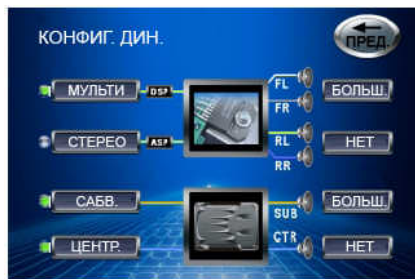 КОНФИГ. ДИН.
ПРЕД.
МУЛЬТИ DSP FL БОЛЬШ.
FR
СТЕРЕО ASP RL НЕТ
RR
САБВ. SUB БОЛЬШ.
ЦЕНТР. CTR НЕТ